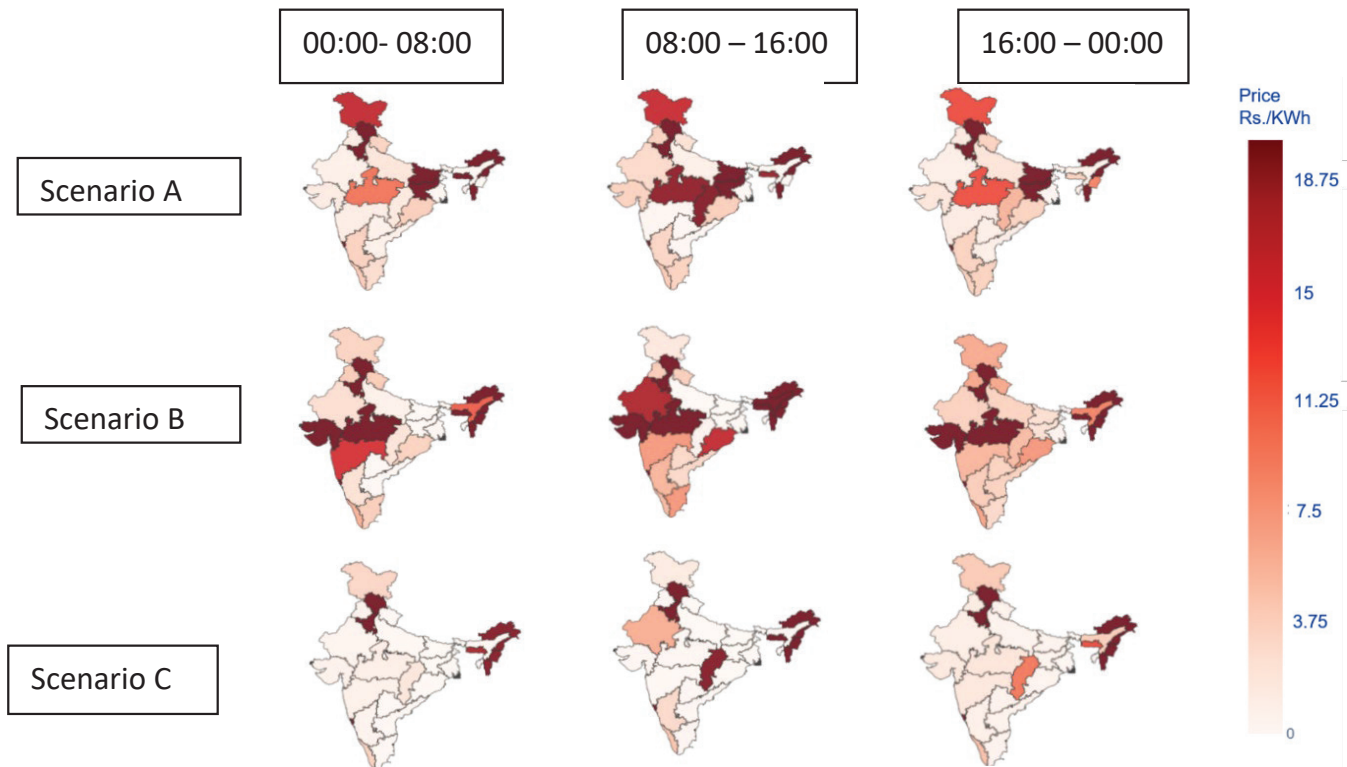 00:00- 08:00
08:00 – 16:00
16:00 – 00:00
Price
Rs./KWh
18.75
15
11.25
7.5
3.75
0
Scenario A
Scenario B
Scenario C